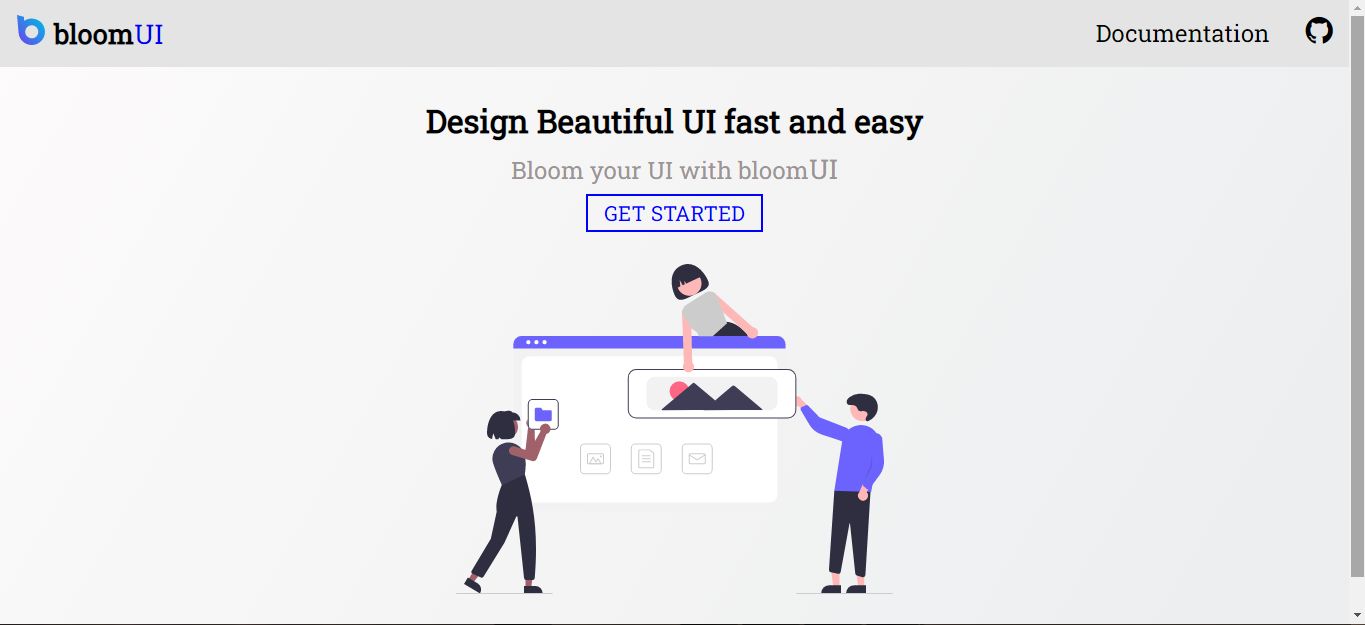 bloomUI
Documentation
Design Beautiful UI fast and easy
Bloom your UI with bloomUI
GET STARTED